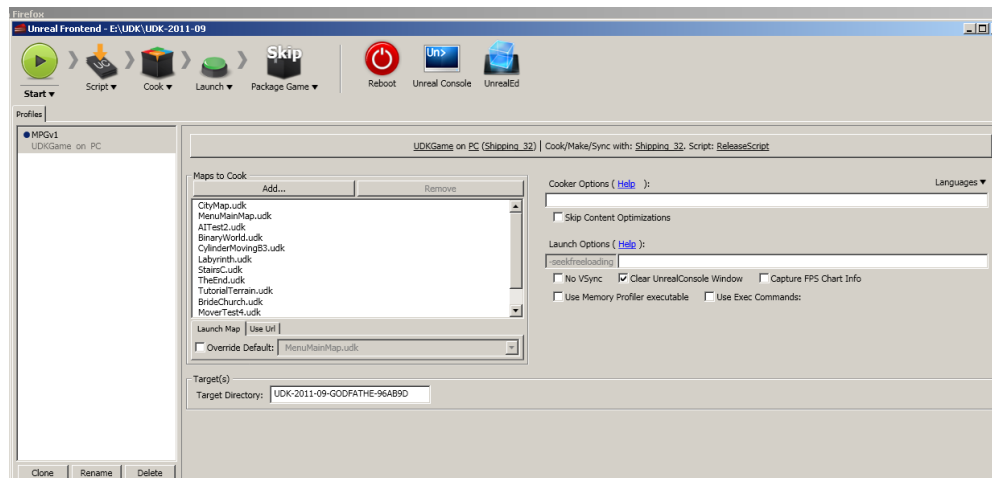 Firefox
Unreal Frontend - E:\UDK\UDK-2011-09
Start ▼
Script ▼
Cook ▼
Launch ▼
Skip
Package Game ▼
Reboot
Un>
Unreal Console
UnrealEd
Profiles
MPGv1
UDKGame on PC
UDKGame on PC (Shipping_32) | Cook/Make/Sync with: Shipping_32. Script: ReleaseScript
Maps to Cook
Add...
Remove
CityMap.udk
MenuMainMap.udk
AITest2.udk
BinaryWorld.udk
CylinderMovingB3.udk
Labyrinth.udk
StairsC.udk
TheEnd.udk
TutorialTerrain.udk
BrideChurch.udk
MoverTest4.udk
Launch Map
Use Url
Override Default:
MenuMainMap.udk
Cooker Options ( Help ):
Languages ▼
Skip Content Optimizations
Launch Options ( Help ):
-seekfreeloading
No VSync
Clear UnrealConsole Window
Capture FPS Chart Info
Use Memory Profiler executable
Use Exec Commands:
Target(s)
Target Directory:
UDK-2011-09-GODFATHE-96AB9D
Clone
Rename
Delete